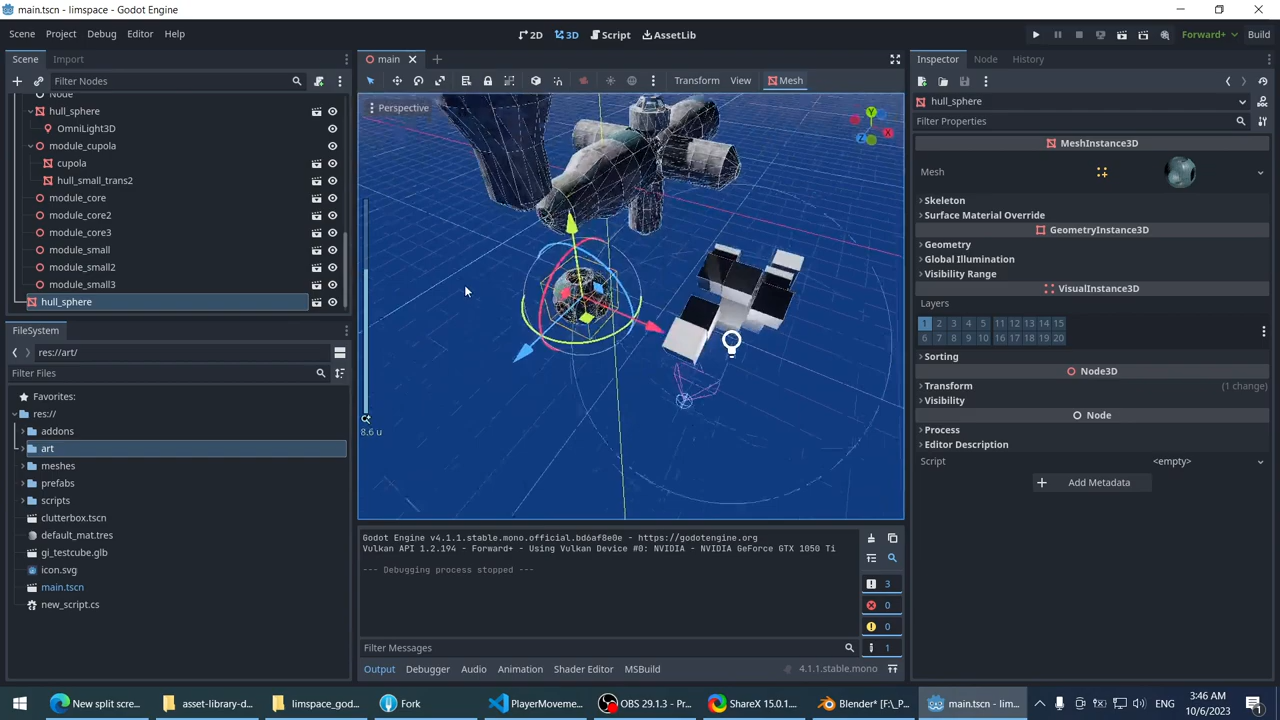 main.tscn - limspace - Godot Engine
Scene Project Debug Editor Help
2D 3D Script AssetLib
Forward+ Build
Scene Import
main
Inspector Node History
Filter Nodes
Transform View Mesh
Node
hull_sphere
OmniLight3D
module_cupola
cupola
hull_small_trans2
module_core
module_core2
module_core3
module_small
module_small2
module_small3
hull_sphere
Perspective
Y
X
Z
8.6 u
hull_sphere
Filter Properties
MeshInstance3D
Mesh
Skeleton
Surface Material Override
GeometryInstance3D
Geometry
Global Illumination
Visibility Range
VisualInstance3D
Layers
1 2 3 4 5 11 12 13 14 15
6 7 8 9 10 16 17 18 19 20
Sorting
Node3D
Transform (1 change)
Visibility
Node
Process
Editor Description
Script <empty>
Add Metadata
FileSystem
res://art/
Filter Files
Favorites:
res://
addons
art
meshes
prefabs
scripts
clutterbox.tscn
default_mat.tres
gi_testcube.glb
icon.svg
main.tscn
new_script.cs
Godot Engine v4.1.1.stable.mono.official.bd6af8e0e - https://godotengine.org
Vulkan API 1.2.194 - Forward+ - Using Vulkan Device #0: NVIDIA - NVIDIA GeForce GTX 1050 Ti
--- Debugging process stopped ---
3
0
0
1
Filter Messages
Output Debugger Audio Animation Shader Editor MSBuild
4.1.1.stable.mono
New split scre...
asset-library-d...
limspace_god...
Fork
PlayerMoveme...
OBS 29.1.3 - Pr...
ShareX 15.0.1...
Blender* [F:\_P...
main.tscn - lim...
ENG
3:46 AM
10/6/2023
1